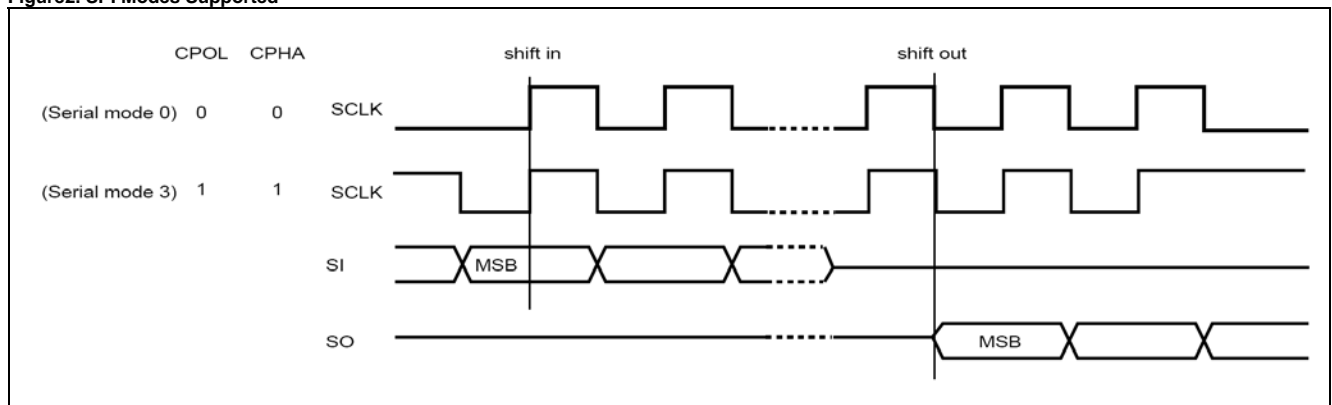 Figure2. SPI Modes Supported
CPOL CPHA shift in shift out
(Serial mode 0) 0 0 SCLK
(Serial mode 3) 1 1 SCLK
SI MSB
SO MSB